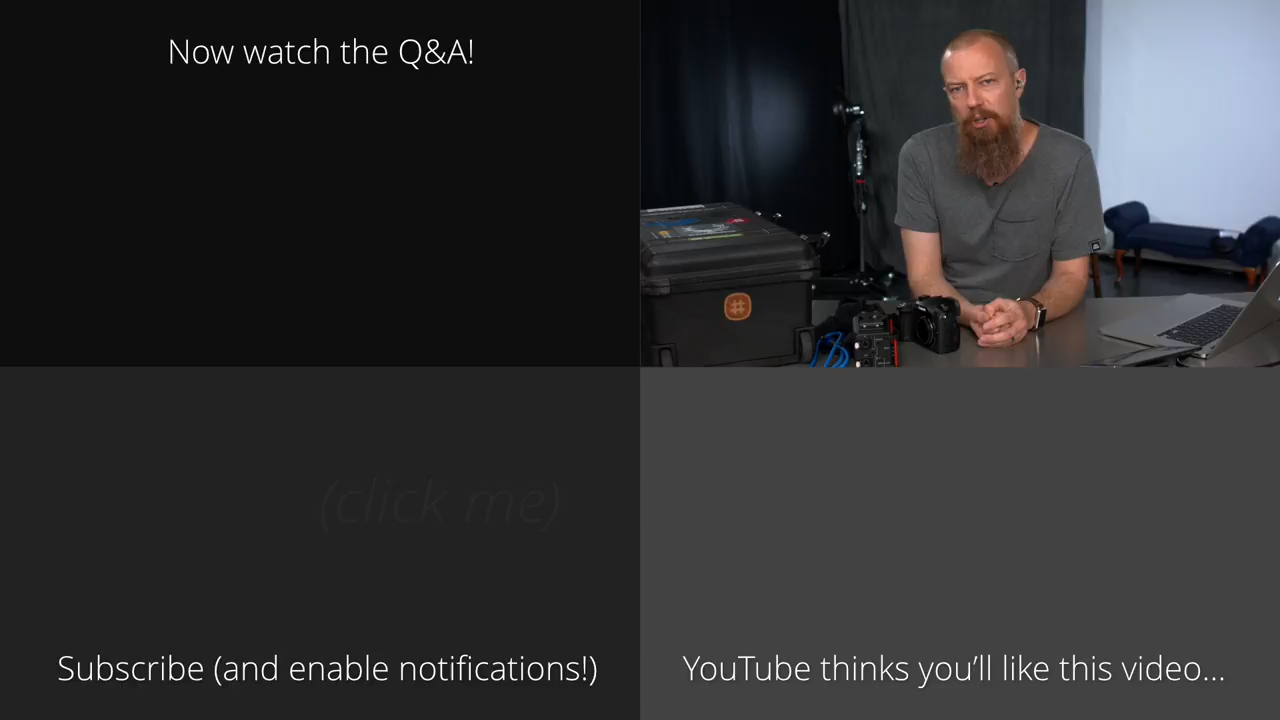 Now watch the Q&A!
(click me)
Subscribe (and enable notifications!)
YouTube thinks you’ll like this video...